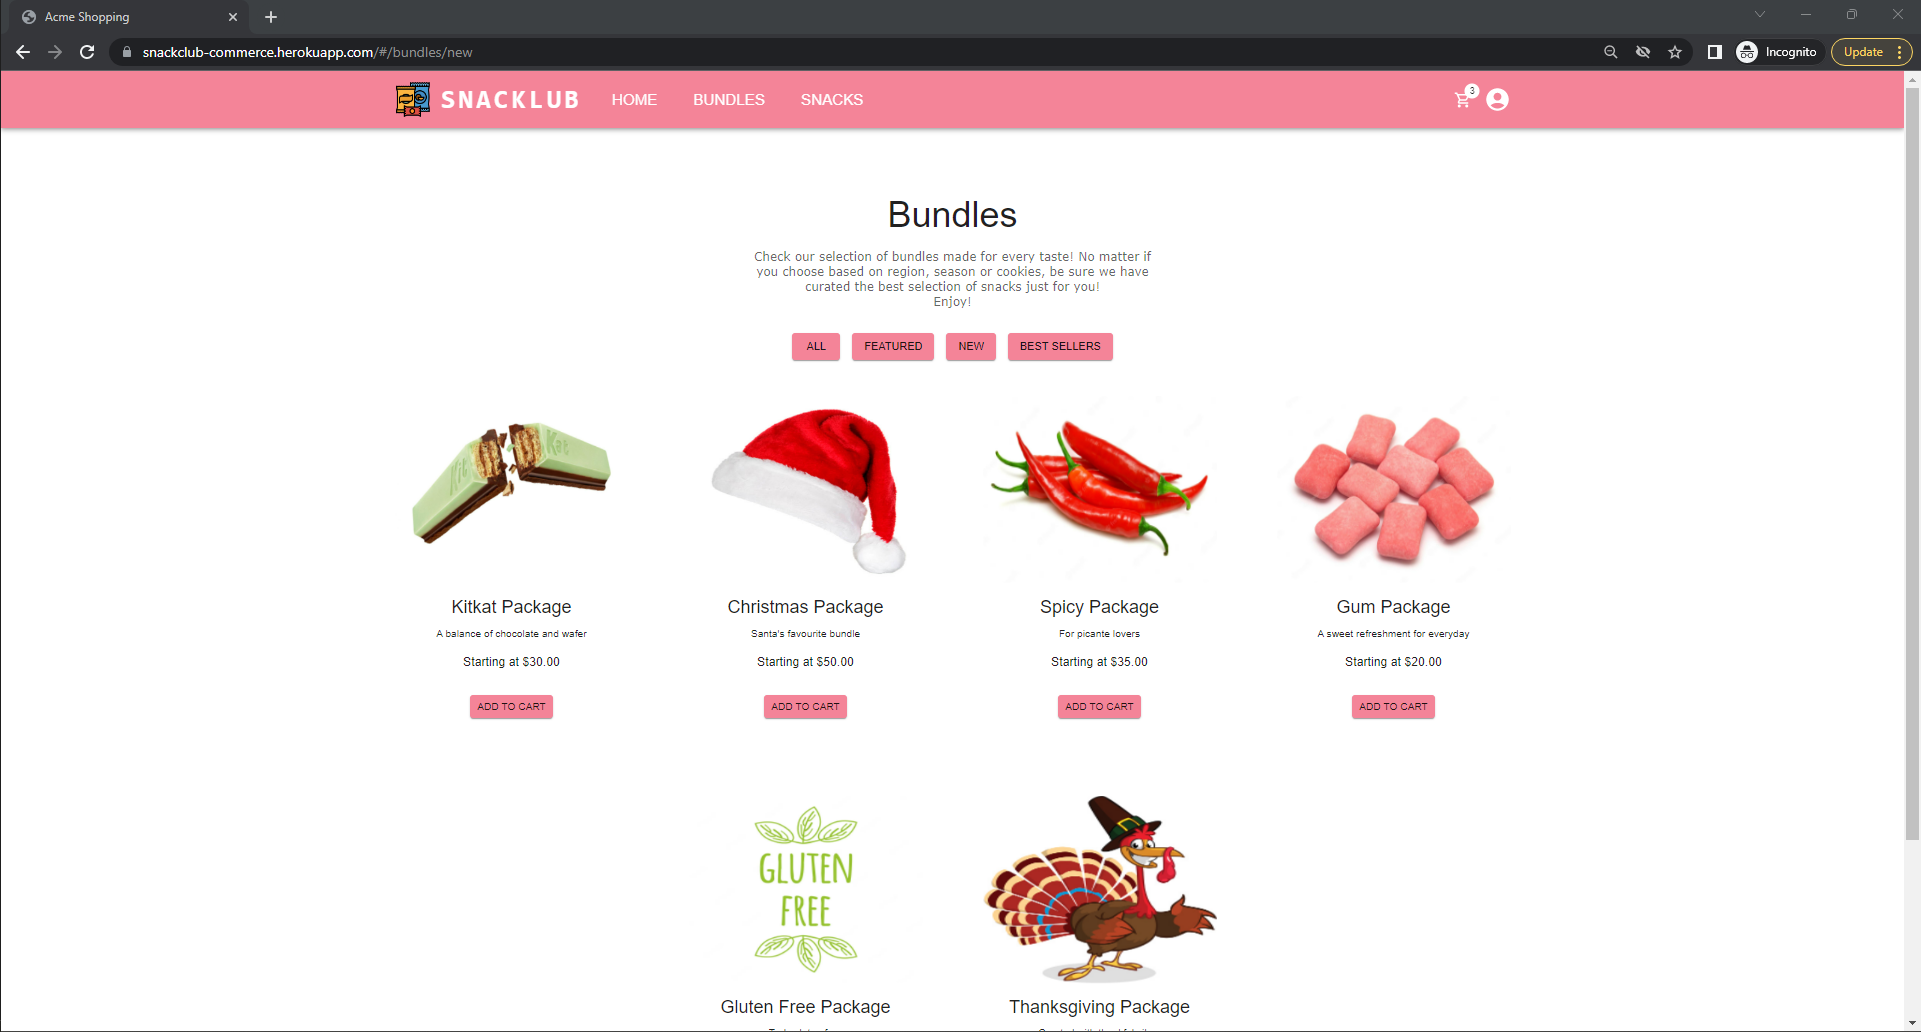 Acme Shopping
snackclub-commerce.herokuapp.com/#/bundles/new
Incognito
Update
SNACKLUB
HOME
BUNDLES
SNACKS
3
Bundles
Check our selection of bundles made for every taste! No matter if
you choose based on region, season or cookies, be sure we have
curated the best selection of snacks just for you!
Enjoy!
ALL
FEATURED
NEW
BEST SELLERS
Kat
Kitkat Package
A balance of chocolate and wafer
Starting at $30.00
ADD TO CART
Christmas Package
Santa's favourite bundle
Starting at $50.00
ADD TO CART
Spicy Package
For picante lovers
Starting at $35.00
ADD TO CART
Gum Package
A sweet refreshment for everyday
Starting at $20.00
ADD TO CART
GLUTEN
FREE
Gluten Free Package
Thanksgiving Package